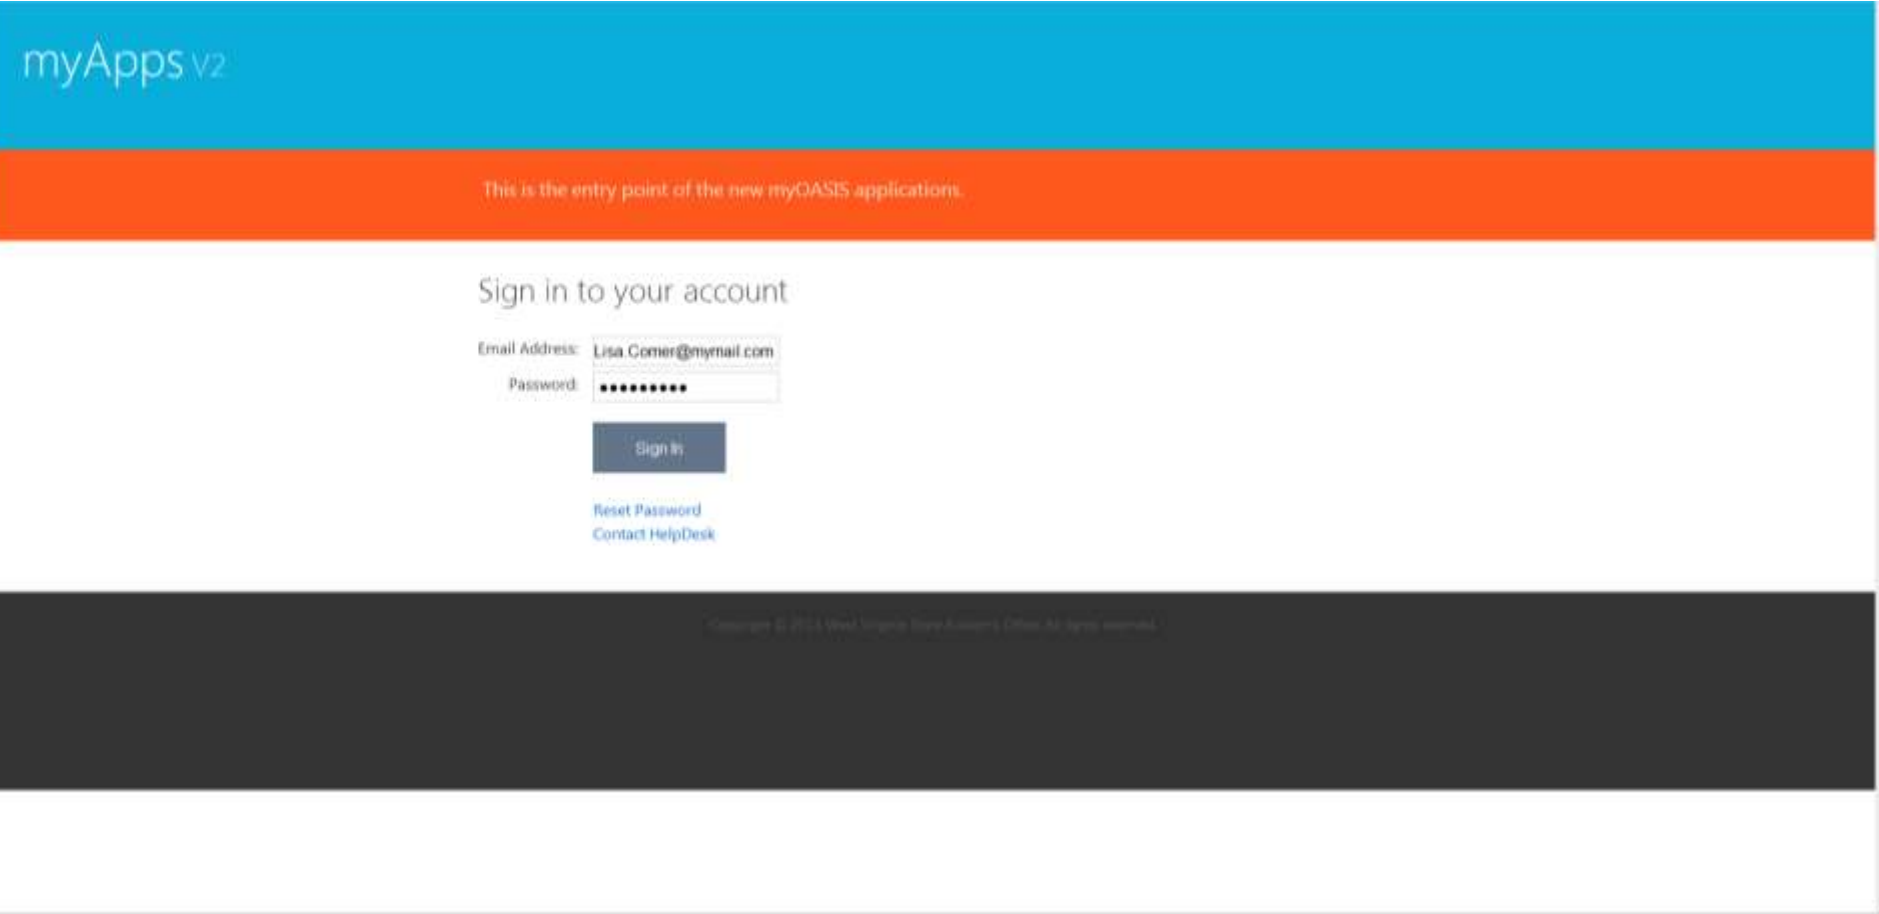 myApps V2
This is the entry point of the new myOASIS applications.
Sign in to your account
Email Address: Lisa.Comer@mymail.com
Password: •••••••••
Sign In
Reset Password
Contact HelpDesk